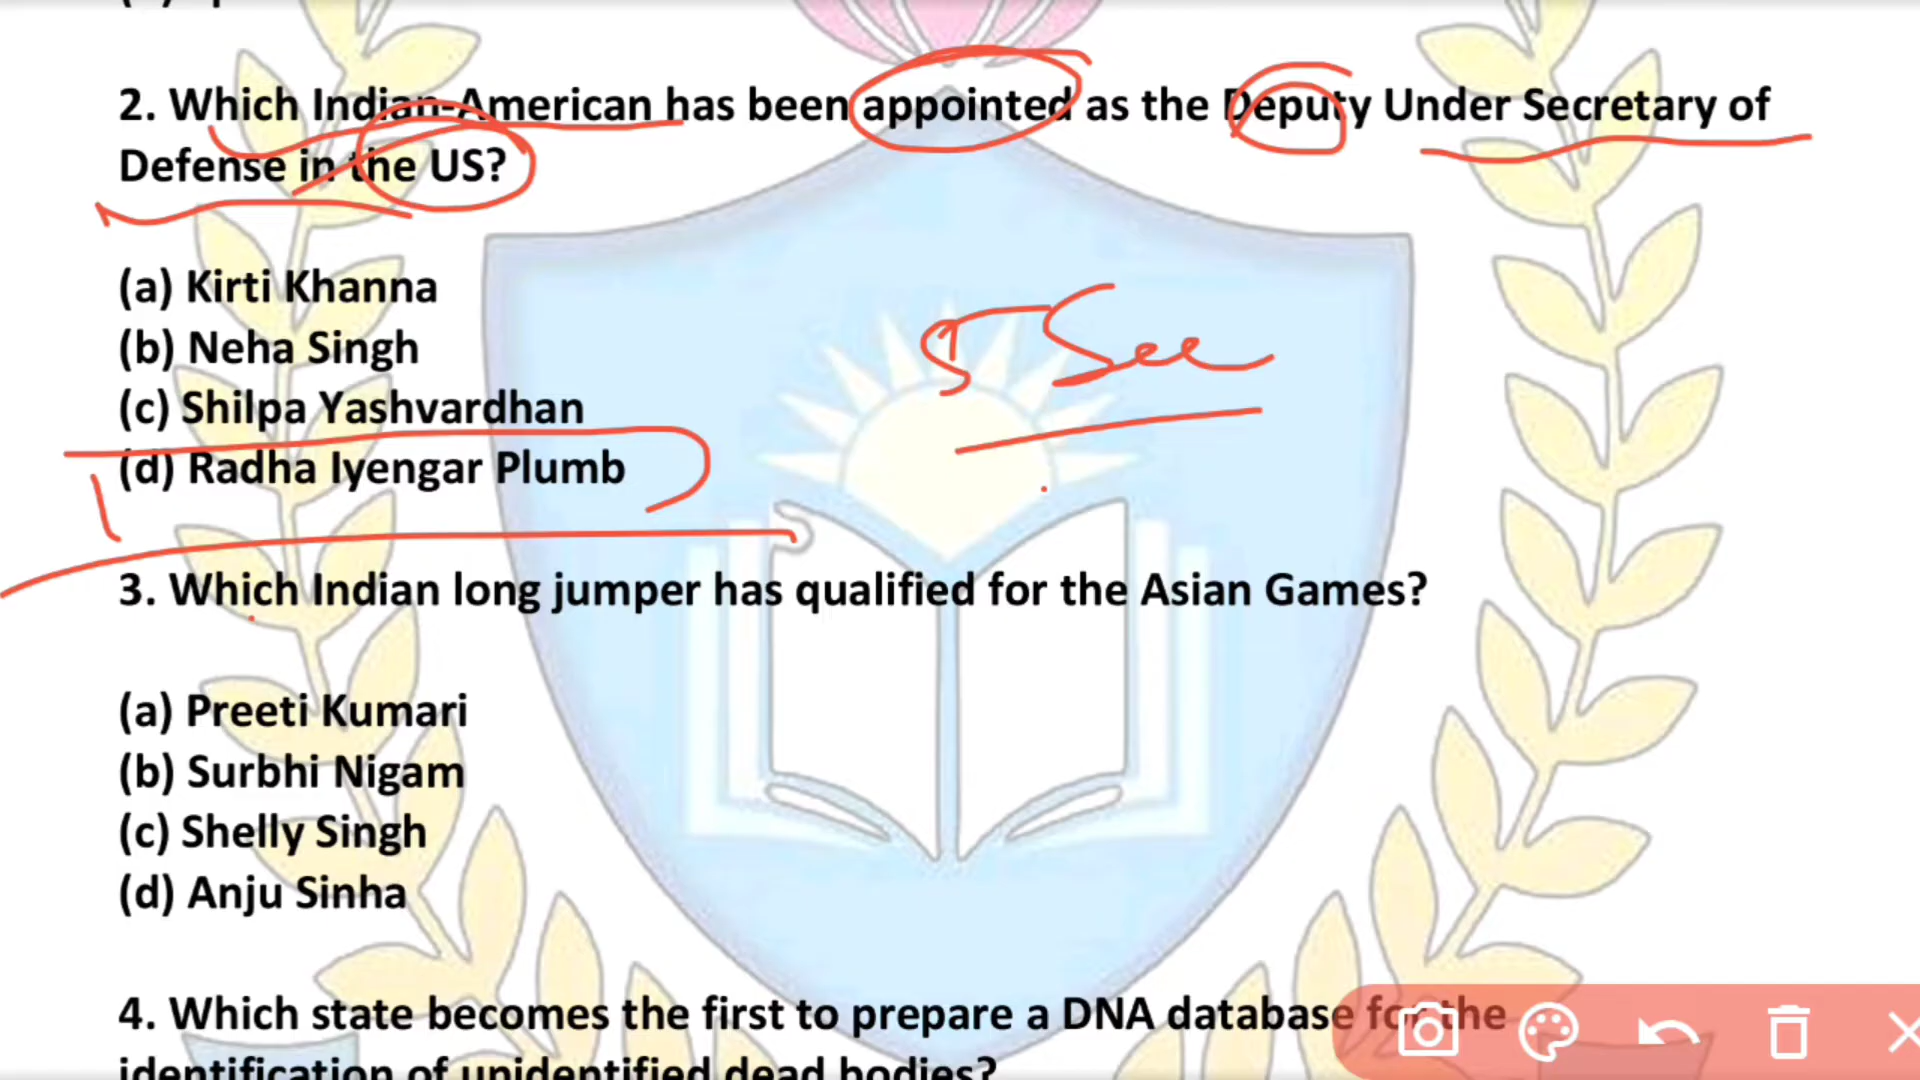 2. Which Indian-American has been appointed as the Deputy Under Secretary of
Defense in the US?
(a) Kirti Khanna
(b) Neha Singh
(c) Shilpa Yashvardhan
5 Sec
(d) Radha Iyengar Plumb
3. Which Indian long jumper has qualified for the Asian Games?
(a) Preeti Kumari
(b) Surbhi Nigam
(c) Shelly Singh
(d) Anju Sinha
4. Which state becomes the first to prepare a DNA database for the
identification of unidentified dead bodies?